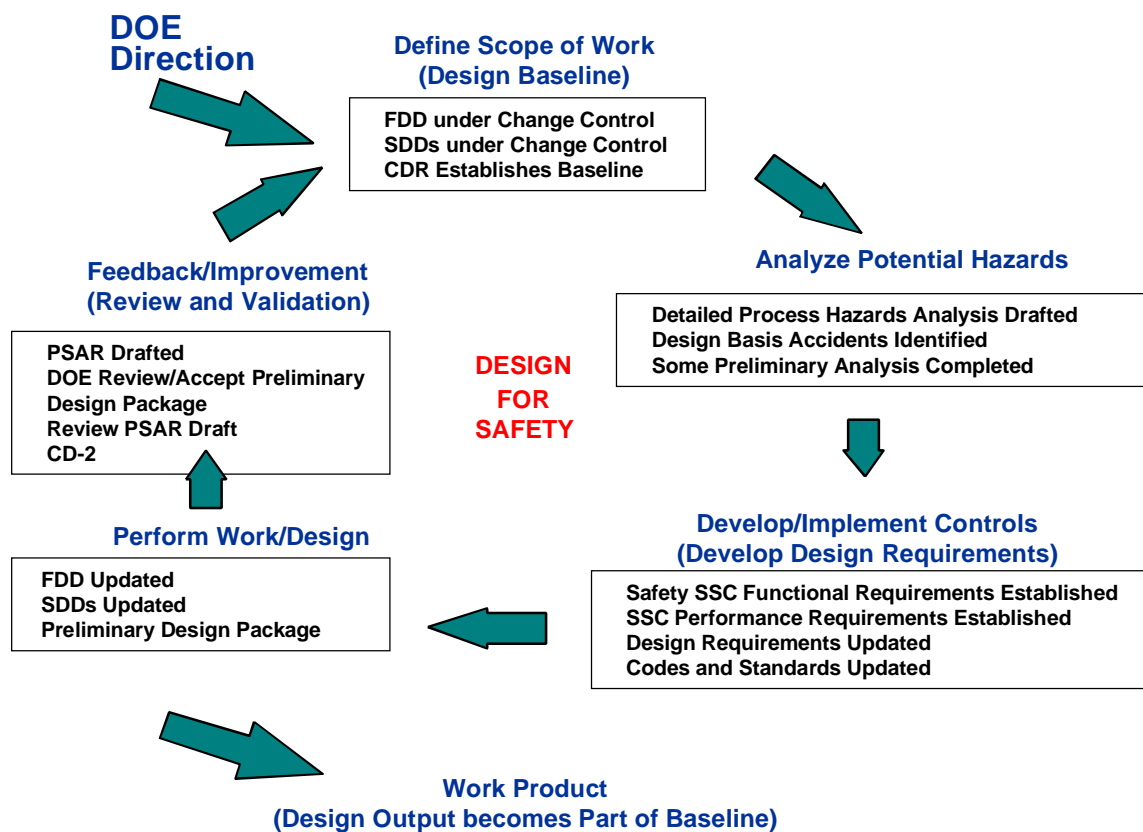 DOE
Direction
Define Scope of Work
(Design Baseline)
FDD under Change Control
SDDs under Change Control
CDR Establishes Baseline
Analyze Potential Hazards
Detailed Process Hazards Analysis Drafted
Design Basis Accidents Identified
Some Preliminary Analysis Completed
Develop/Implement Controls
(Develop Design Requirements)
Safety SSC Functional Requirements Established
SSC Performance Requirements Established
Design Requirements Updated
Codes and Standards Updated
Perform Work/Design
FDD Updated
SDDs Updated
Preliminary Design Package
Feedback/Improvement
(Review and Validation)
PSAR Drafted
DOE Review/Accept Preliminary
Design Package
Review PSAR Draft
CD-2
DESIGN
FOR
SAFETY
Work Product
(Design Output becomes Part of Baseline)